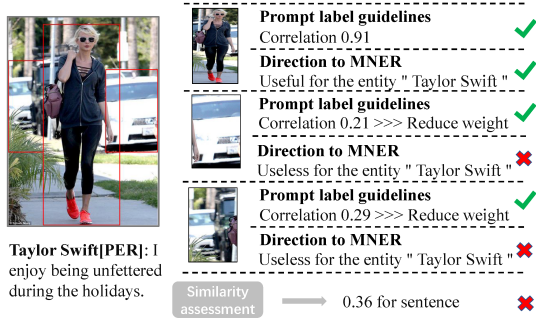 Prompt label guidelines
Correlation 0.91
Direction to MNER
Useful for the entity " Taylor Swift "
Prompt label guidelines
Correlation 0.21 >>> Reduce weight
Direction to MNER
Useless for the entity " Taylor Swift "
Prompt label guidelines
Correlation 0.29 >>> Reduce weight
Direction to MNER
Useless for the entity " Taylor Swift "
Taylor Swift[PER]: I
enjoy being unfettered
during the holidays.
Similarity
assessment
0.36 for sentence